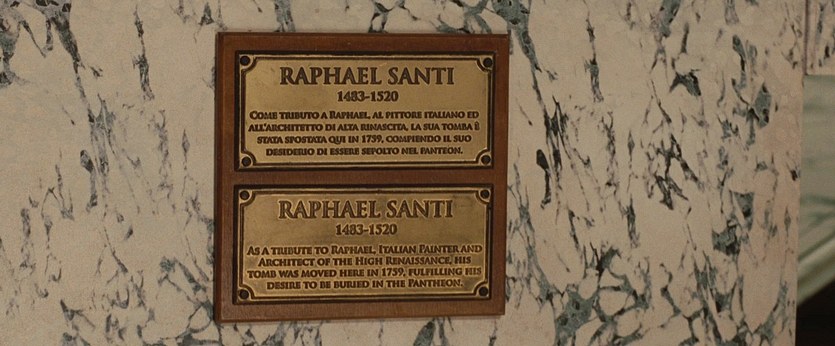 RAPHAEL SANTI
1483-1520
COME TRIBUTO A RAPHAEL, AL PITTORE ITALIANO ED
ALL'ARCHITETTO DI ALTA RINASCITA, LA SUA TOMBA È
STATA SPOSTATA QUI IN 1759, COMPIENDO IL SUO
DESIDERIO DI ESSERE SEPOLTO NEL PANTEON.
RAPHAEL SANTI
1483-1520
AS A TRIBUTE TO RAPHAEL, ITALIAN PAINTER AND
ARCHITECT OF THE HIGH RENAISSANCE, HIS
TOMB WAS MOVED HERE IN 1759, FULFILLING HIS
DESIRE TO BE BURIED IN THE PANTHEON.